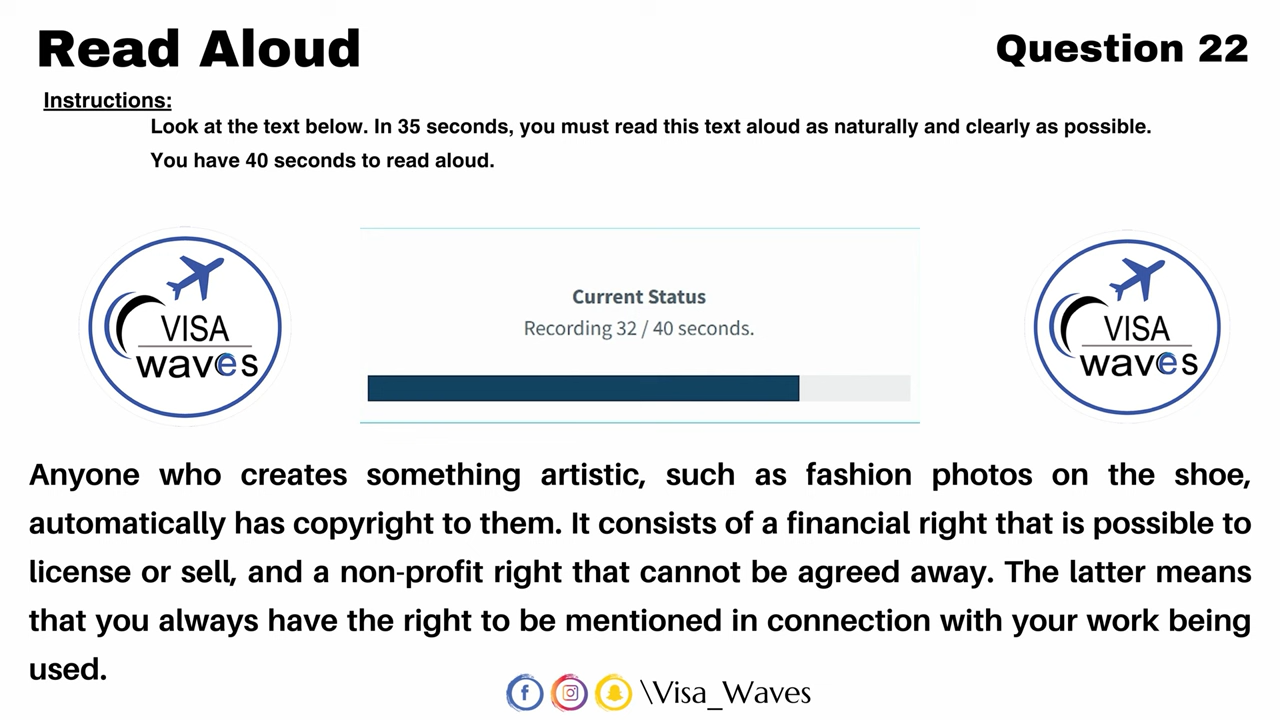 Read Aloud
Question 22
Instructions:
Look at the text below. In 35 seconds, you must read this text aloud as naturally and clearly as possible.
You have 40 seconds to read aloud.
VISA
waves
Current Status
Recording 32 / 40 seconds.
VISA
waves
Anyone who creates something artistic, such as fashion photos on the shoe,
automatically has copyright to them. It consists of a financial right that is possible to
license or sell, and a non-profit right that cannot be agreed away. The latter means
that you always have the right to be mentioned in connection with your work being
used.
\Visa_Waves